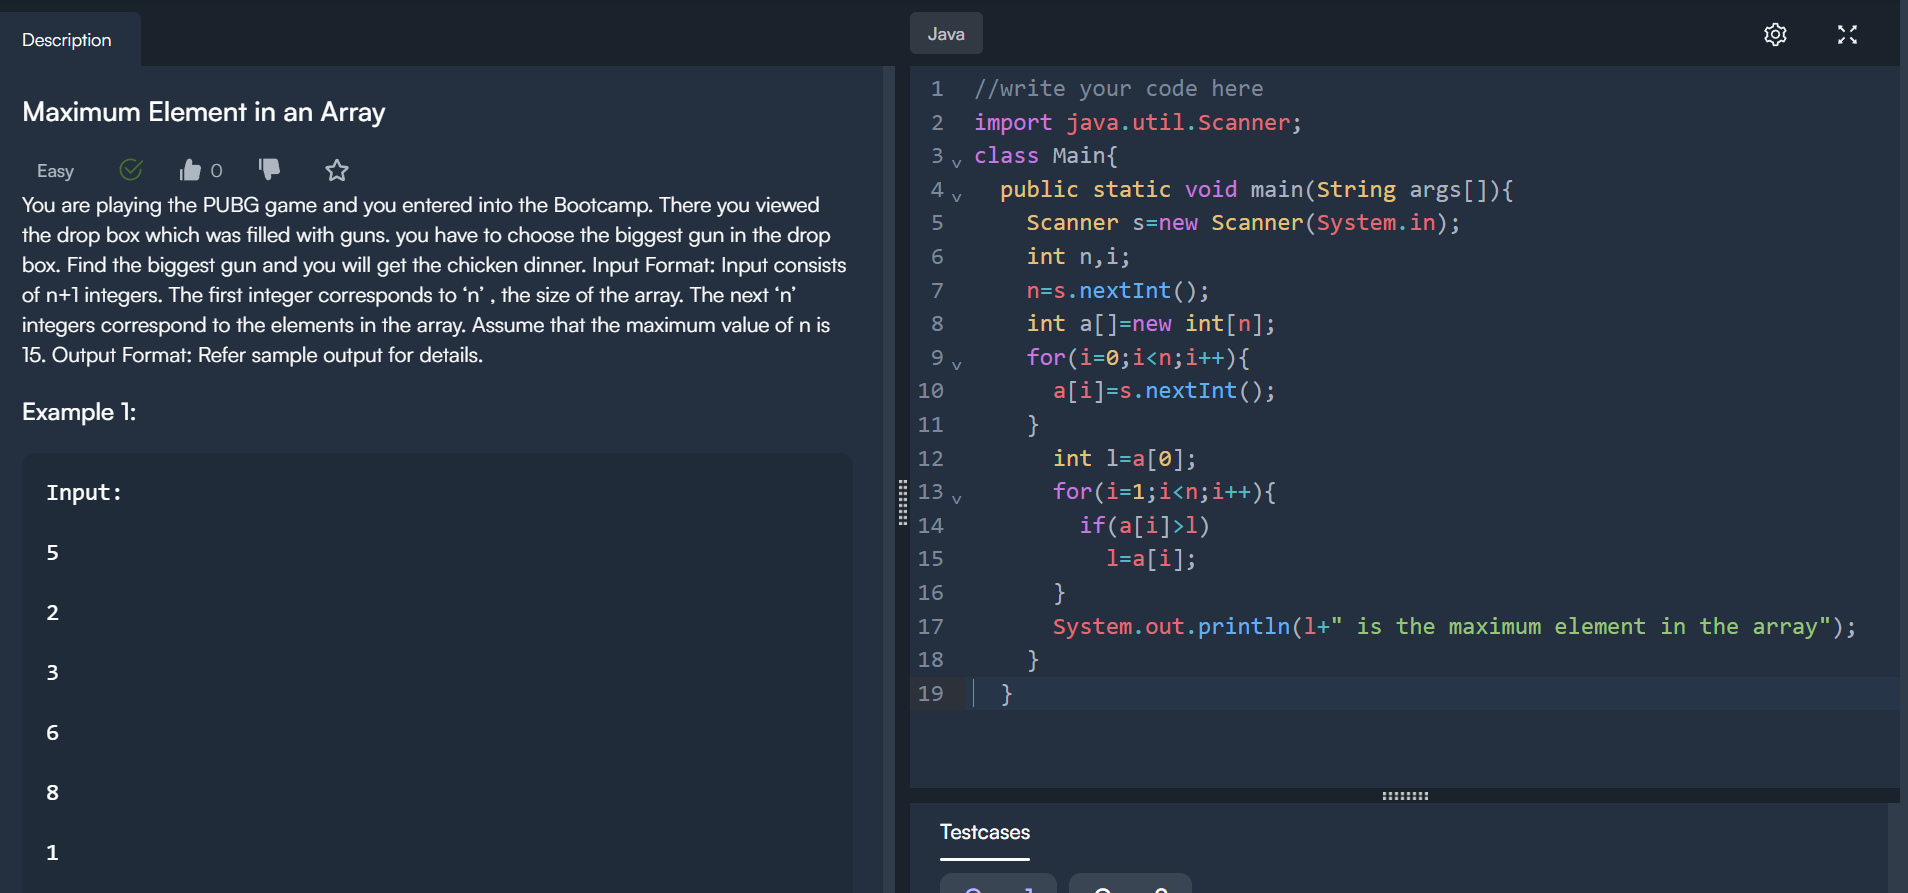 Description
Maximum Element in an Array
Easy
0
You are playing the PUBG game and you entered into the Bootcamp. There you viewed
the drop box which was filled with guns. you have to choose the biggest gun in the drop
box. Find the biggest gun and you will get the chicken dinner. Input Format: Input consists
of n+1 integers. The first integer corresponds to ‘n’ , the size of the array. The next ‘n’
integers correspond to the elements in the array. Assume that the maximum value of n is
15. Output Format: Refer sample output for details.
Example 1:
Input:
5
2
3
6
8
1
Java
1 //write your code here
2 import java.util.Scanner;
3 class Main{
4 public static void main(String args[]){
5 Scanner s=new Scanner(System.in);
6 int n,i;
7 n=s.nextInt();
8 int a[]=new int[n];
9 for(i=0;i<n;i++){
10 a[i]=s.nextInt();
11 }
12 int l=a[0];
13 for(i=1;i<n;i++){
14 if(a[i]>l)
15 l=a[i];
16 }
17 System.out.println(l+" is the maximum element in the array");
18 }
19 }
Testcases